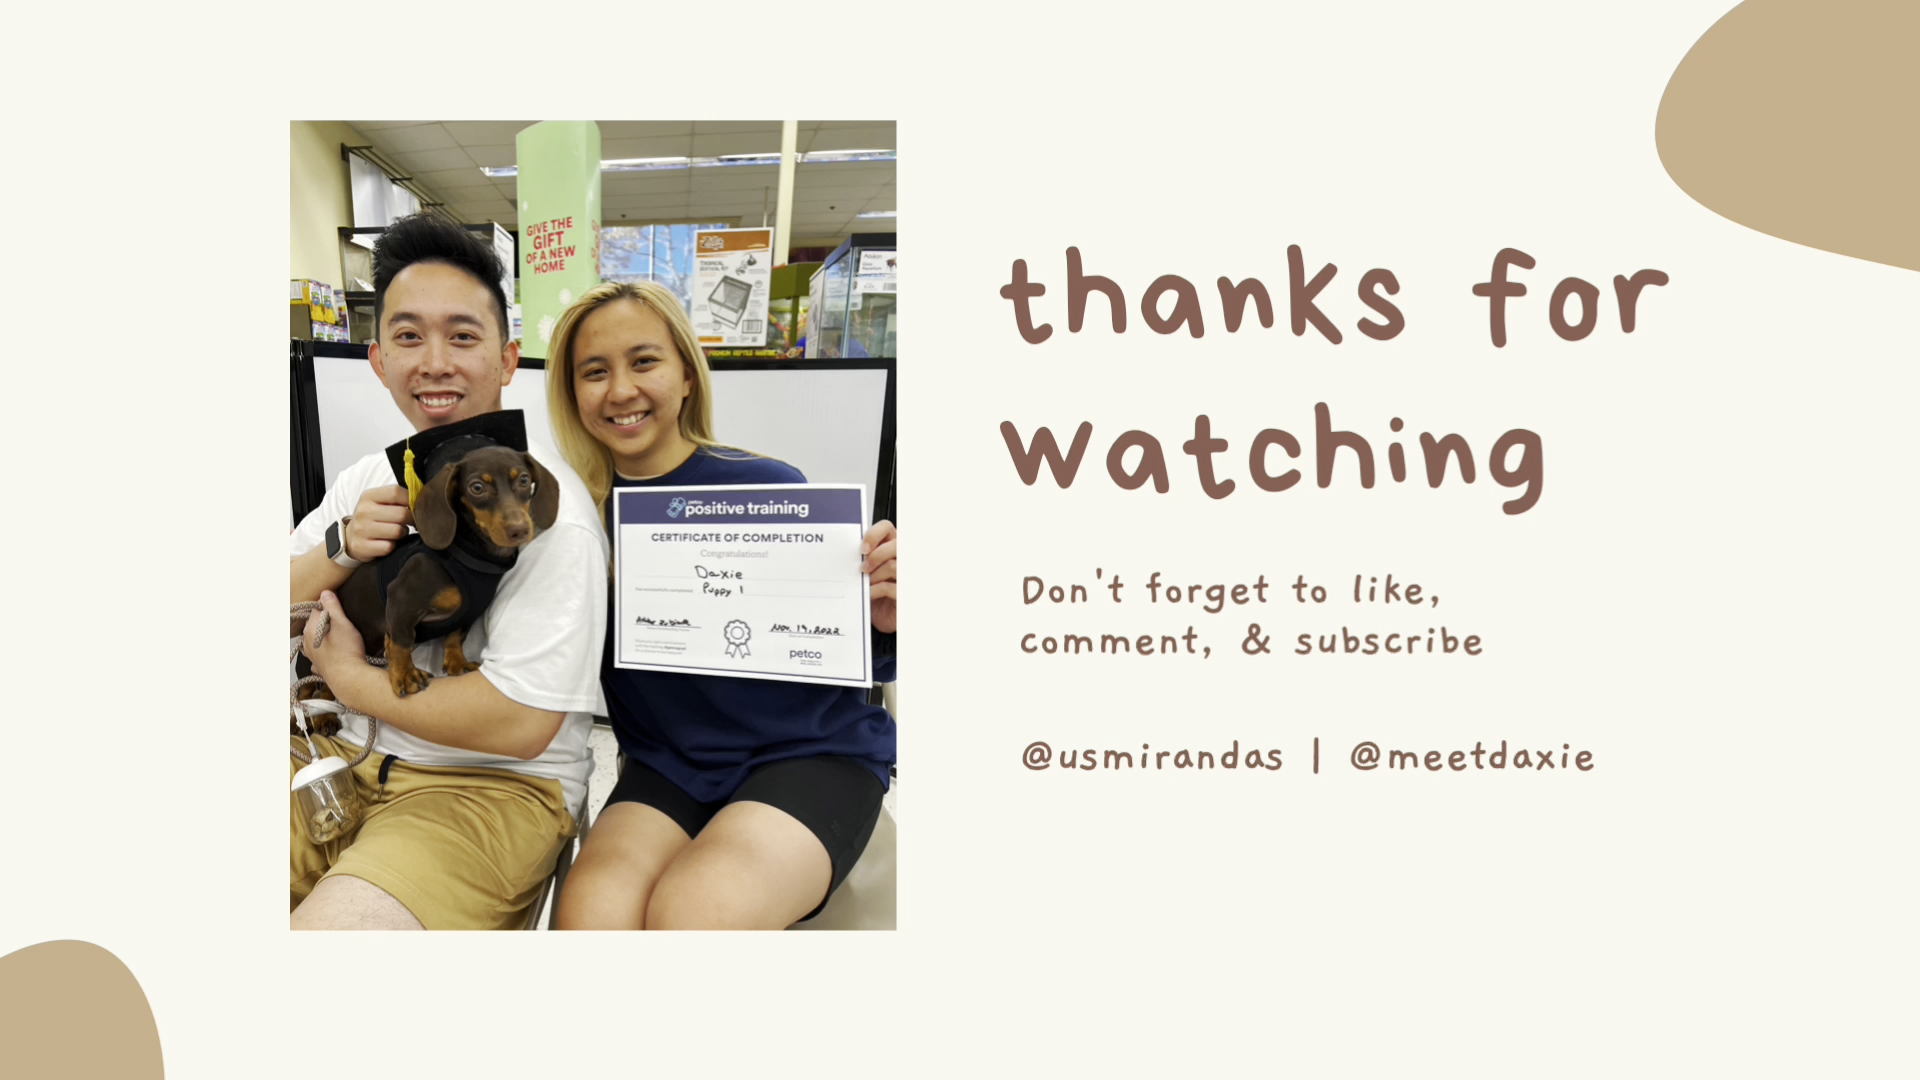 GIVE THE
GIFT
OF A NEW
HOME
petco
positive training
CERTIFICATE OF COMPLETION
Congratulations!
Daxie
Puppy 1
Nov. 19, 2022
petco
thanks for
watching
Don't forget to like,
comment, & subscribe
@usmirandas | @meetdaxie